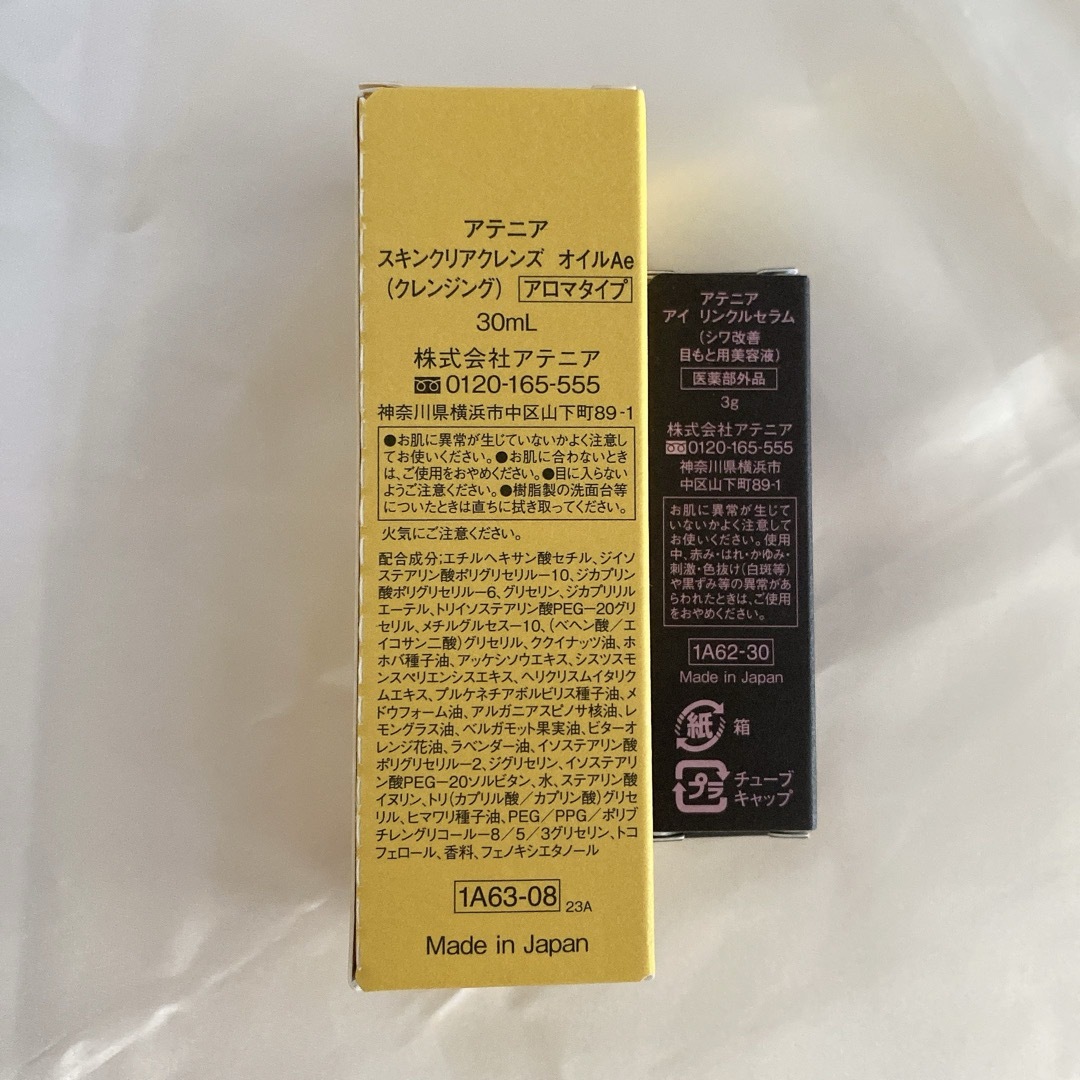 アテニア
スキンクリアクレンズ オイルAe
(クレンジング) アロマタイプ
30mL
株式会社アテニア
0120-165-555
神奈川県横浜市中区山下町89-1
●お肌に異常が生じていないかよく注意し
てお使いください。●お肌に合わないとき
は、ご使用をおやめください。●目に入らない
ようご注意ください。●樹脂製の洗面台等
についたときは直ちに拭き取ってください。
火気にご注意ください。
配合成分;エチルヘキサン酸セチル、ジイソ
ステアリン酸ポリグリセリル−10、ジカプリン
酸ポリグリセリル−6、グリセリン、ジカプリリル
エーテル、トリイソステアリン酸PEG−20グリ
セリル、メチルグルセス−10、(ベヘン酸/エ
イコサン二酸)グリセリル、ククイナッツ油、ホ
ホバ種子油、アッケシソウエキス、シスツスモ
ンスペリエンシスエキス、ヘリクリスムイタリク
ムエキス、プルケネチアボルビリス種子油、メ
ドウフォーム油、アルガニアスピノサ核油、レ
モングラス油、ベルガモット果実油、ビターオ
レンジ花油、ラベンダー油、イソステアリン酸
ポリグリセリル−2、ジグリセリン、イソステアリ
ン酸PEG−20ソルビタン、水、ステアリン酸
イヌリン、トリ(カプリル酸/カプリン酸)グリセ
リル、ヒマワリ種子油、PEG/PPG/ポリブ
チレングリコール−8/5/3グリセリン、トコ
フェロール、香料、フェノキシエタノール
1A63-08 23A
Made in Japan
アテニア
アイ リンクルセラム
(シワ改善
目もと用美容液)
医薬部外品
3g
株式会社アテニア
0120-165-555
神奈川県横浜市
中区山下町89-1
お肌に異常が生じて
いないかよく注意して
お使いください。使用
中、赤み・はれ・かゆみ・
刺激・色抜け(白斑等)
や黒ずみ等の異常があ
らわれたときは、ご使用
をおやめください。
1A62-30
Made in Japan
紙 箱
プラ チューブ
キャップ